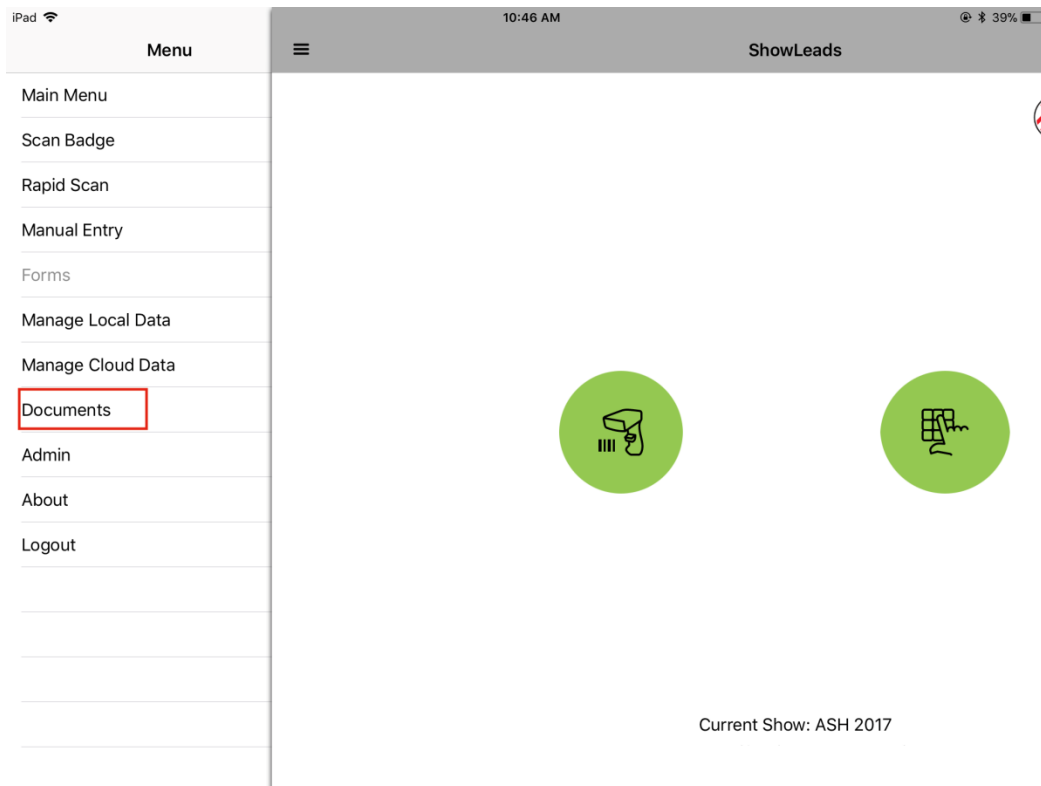 iPad 10:46 AM 39%
Menu
ShowLeads
Main Menu
Scan Badge
Rapid Scan
Manual Entry
Forms
Manage Local Data
Manage Cloud Data
Documents
Admin
About
Logout
Current Show: ASH 2017